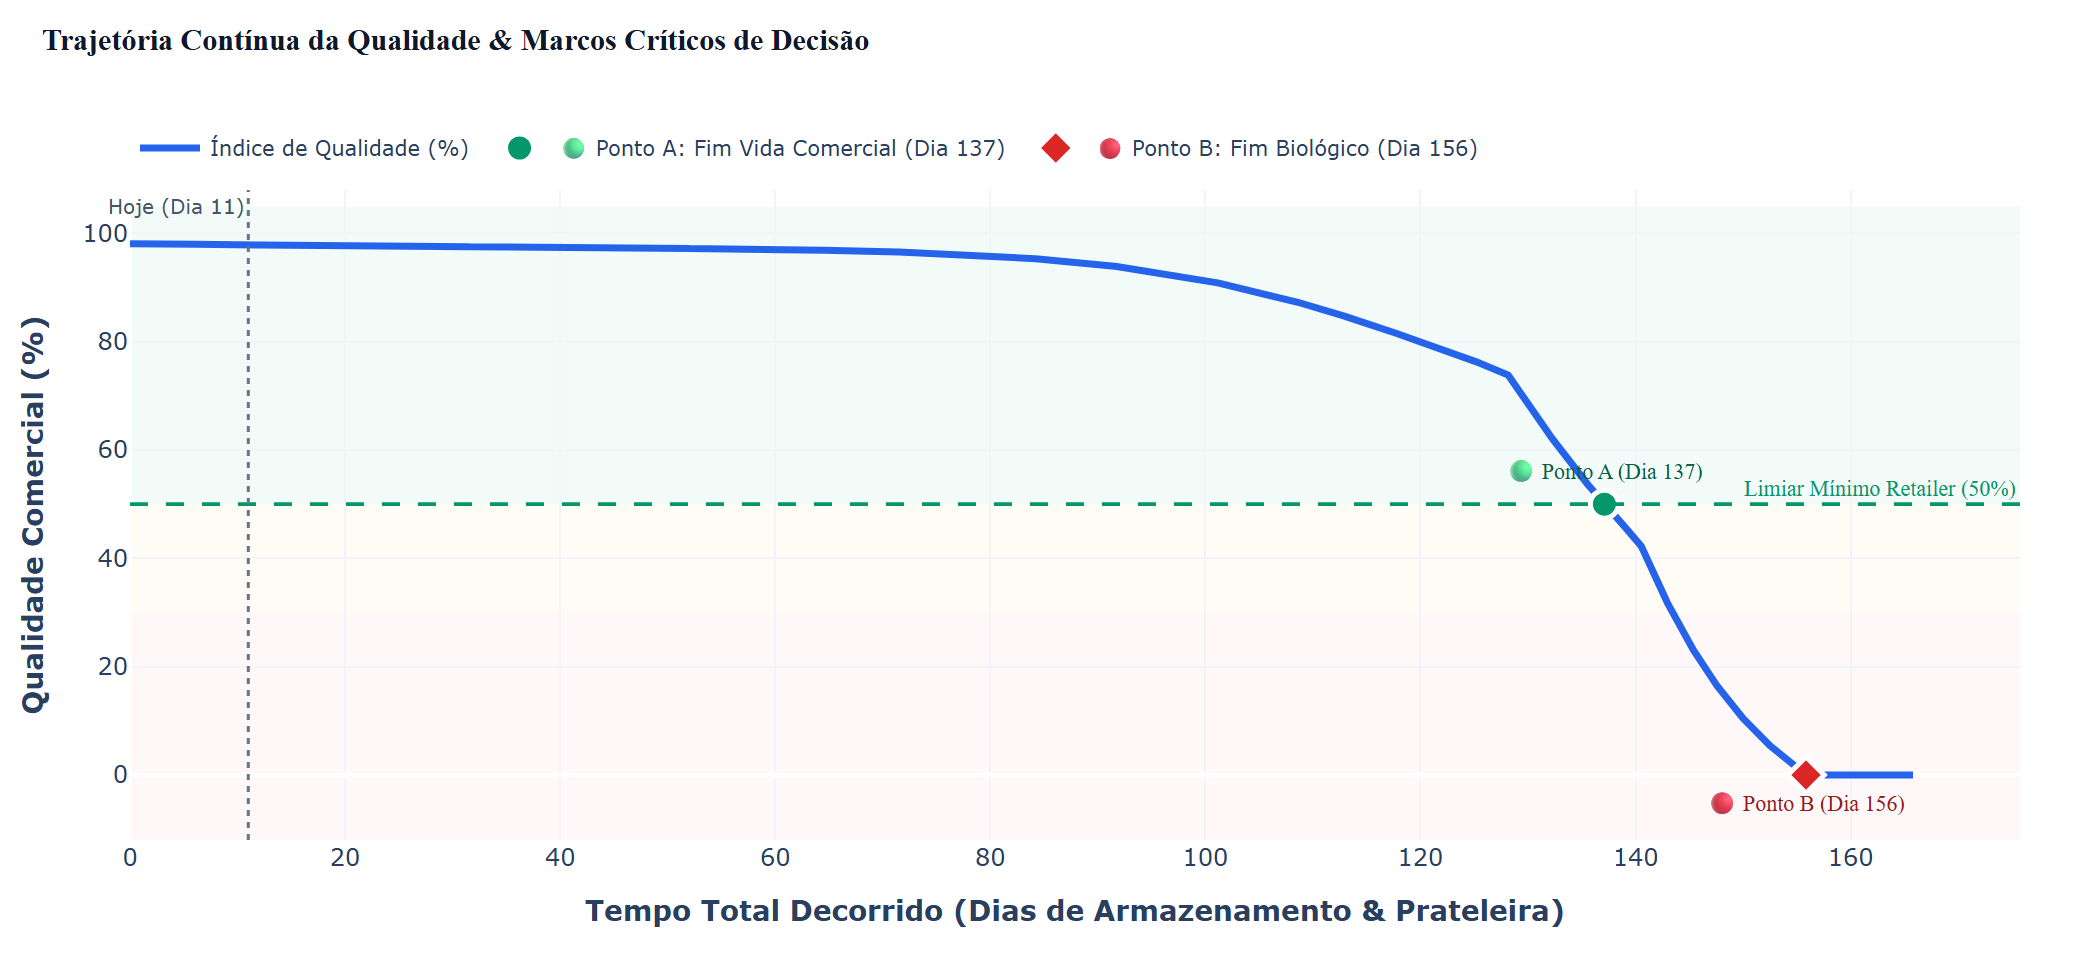 Trajetória Contínua da Qualidade & Marcos Críticos de Decisão
Índice de Qualidade (%)
Ponto A: Fim Vida Comercial (Dia 137)
Ponto B: Fim Biológico (Dia 156)
Hoje (Dia 11)
100
80
60
40
20
0
Qualidade Comercial (%)
Ponto A (Dia 137)
Limiar Mínimo Retailer (50%)
Ponto B (Dia 156)
0 20 40 60 80 100 120 140 160
Tempo Total Decorrido (Dias de Armazenamento & Prateleira)